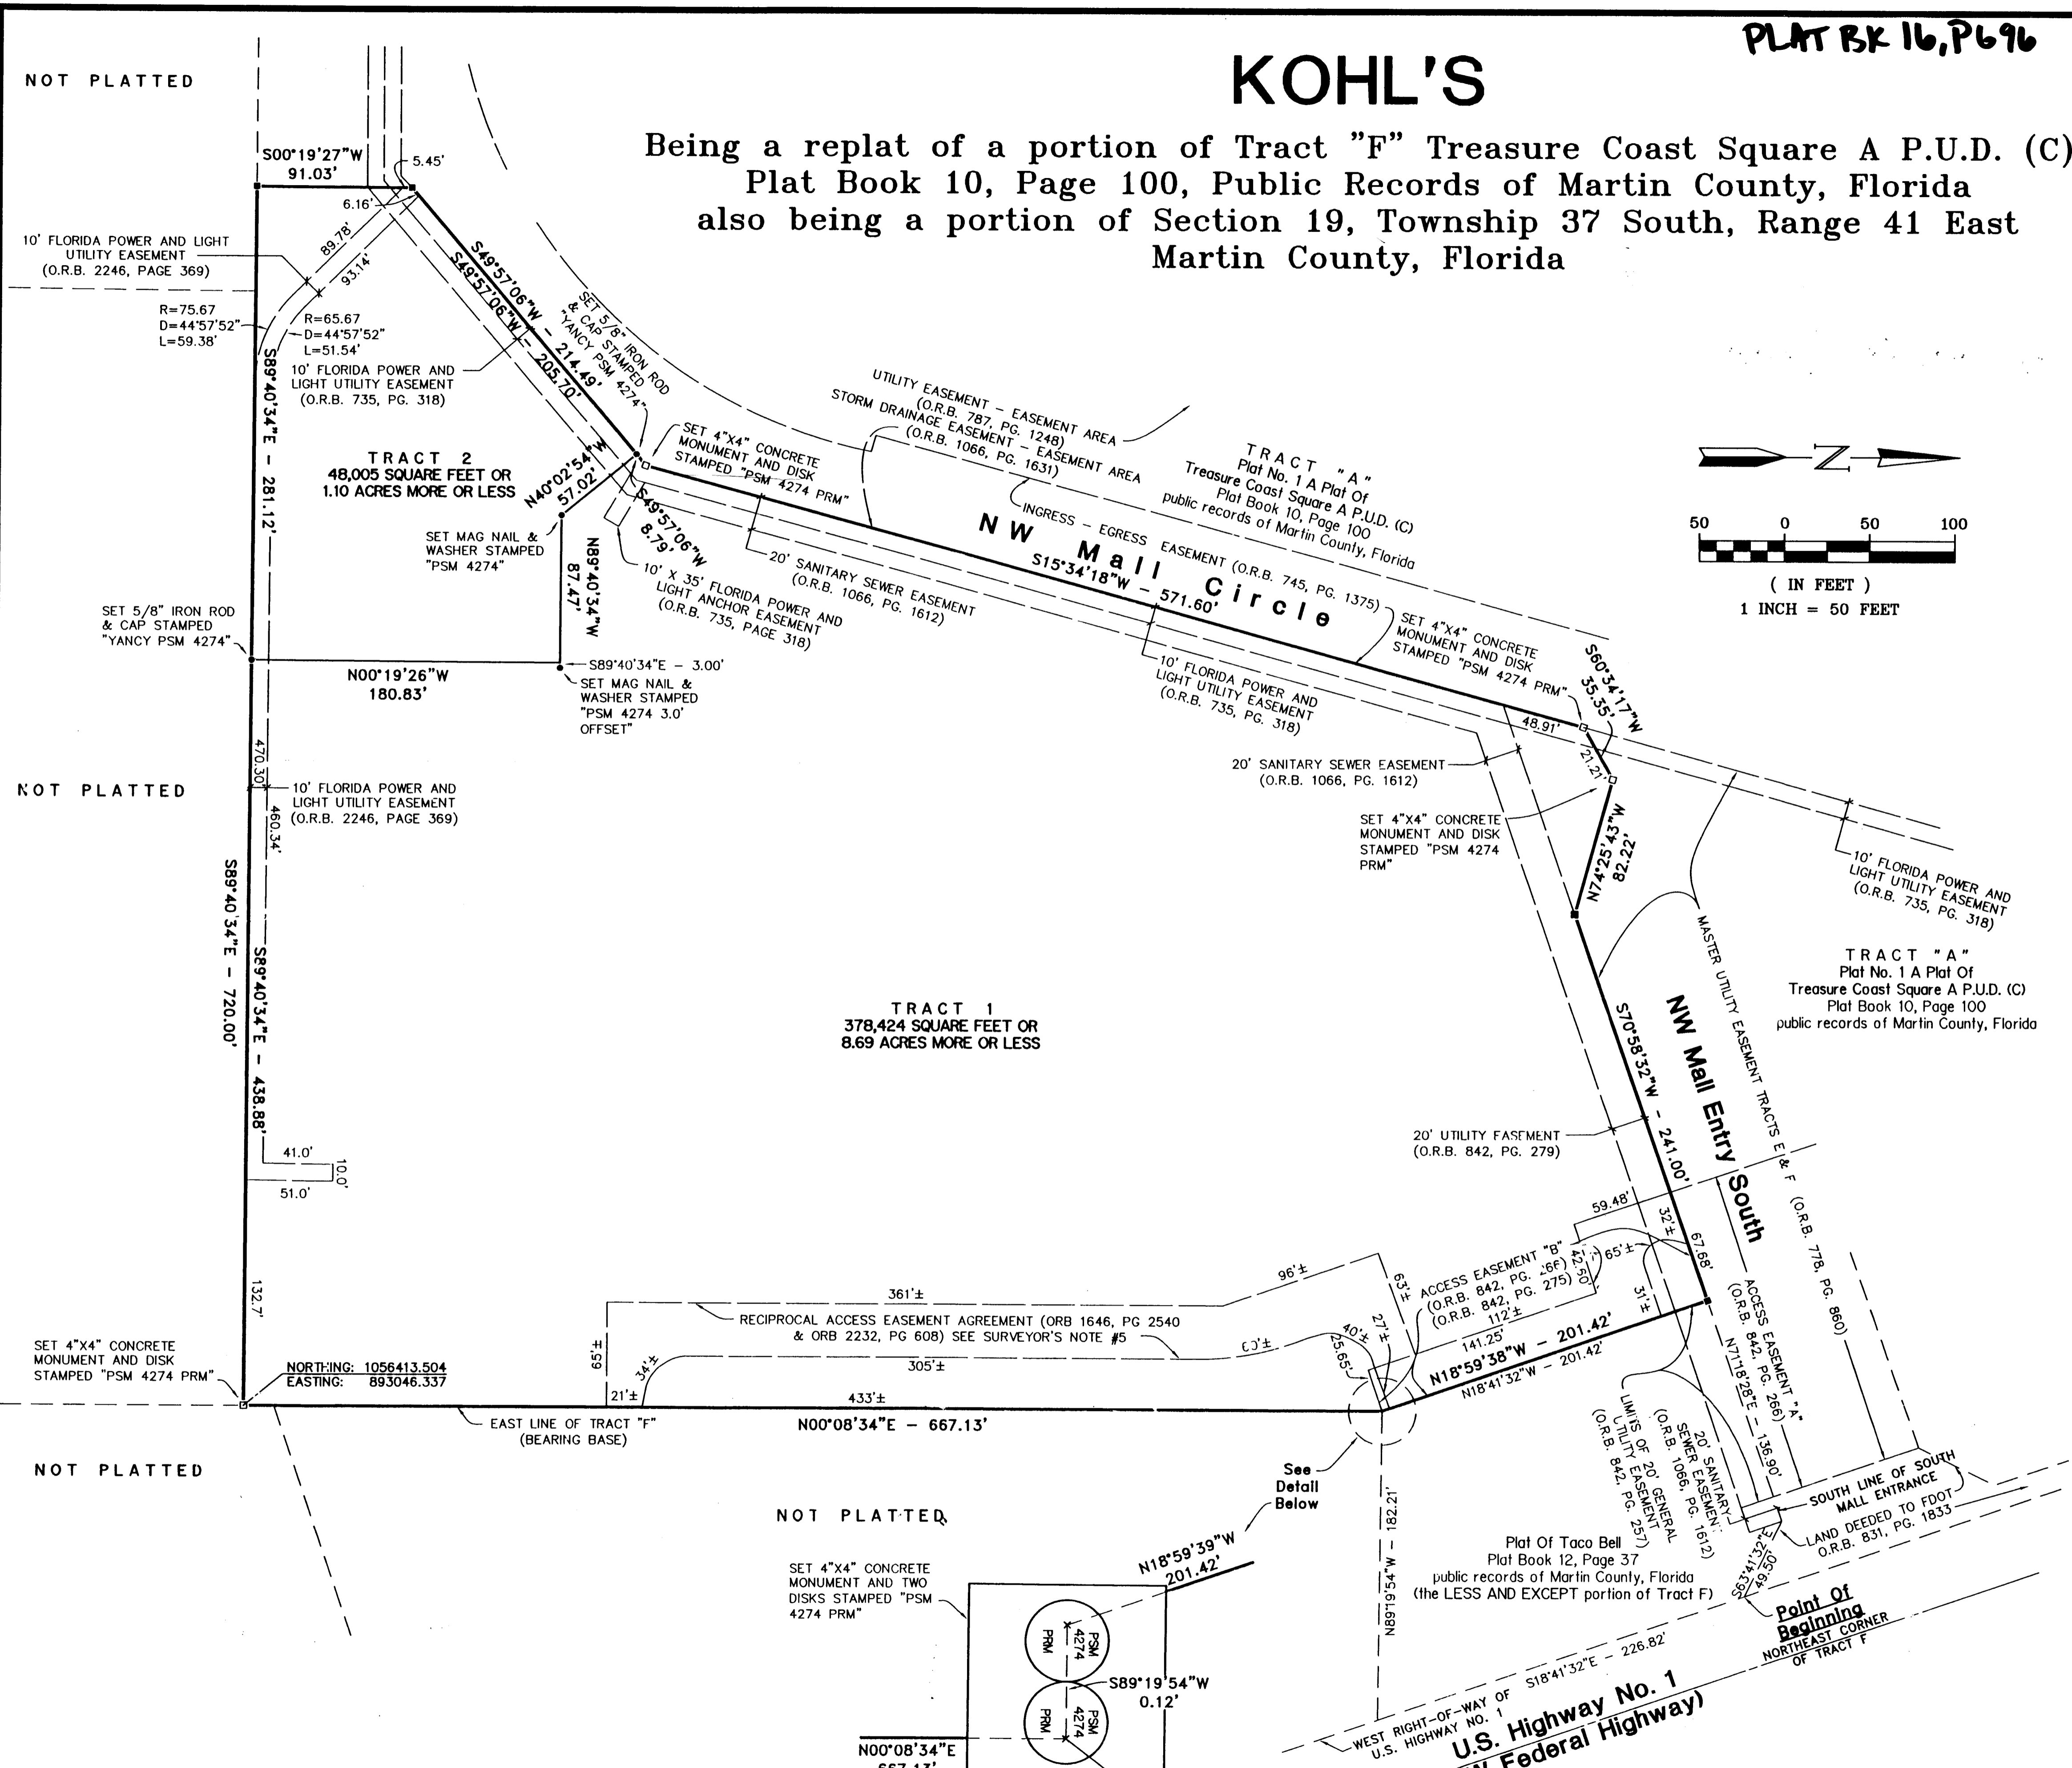 PLAT BK 16, PG 96
KOHL'S
Being a replat of a portion of Tract "F" Treasure Coast Square A P.U.D. (C)
Plat Book 10, Page 100, Public Records of Martin County, Florida
also being a portion of Section 19, Township 37 South, Range 41 East
Martin County, Florida
NOT PLATTED
S00°19'27"W
91.03'
5.45'
6.16'
89.78'
93.14'
10' FLORIDA POWER AND LIGHT
UTILITY EASEMENT
(O.R.B. 2246, PAGE 369)
R=75.67
D=44°57'52"
L=59.38'
R=65.67
D=44°57'52"
L=51.54'
S49°57'06"W - 214.49'
S49°57'06"W - 205.70'
SET 5/8" IRON ROD
& CAP STAMPED
"YANCY PSM 4274"
10' FLORIDA POWER AND
LIGHT UTILITY EASEMENT
(O.R.B. 735, PG. 318)
S89°40'34"E - 281.12'
TRACT 2
48,005 SQUARE FEET OR
1.10 ACRES MORE OR LESS
N40°02'54"W
57.02'
SET 4"X4" CONCRETE
MONUMENT AND DISK
STAMPED "PSM 4274 PRM"
S49°57'06"W
8.79'
SET MAG NAIL &
WASHER STAMPED
"PSM 4274"
N89°40'34"W
87.47'
10' X 35' FLORIDA POWER AND
LIGHT ANCHOR EASEMENT
(O.R.B. 735, PAGE 318)
20' SANITARY SEWER EASEMENT
(O.R.B. 1066, PG. 1612)
UTILITY EASEMENT - EASEMENT AREA
(O.R.B. 787, PG. 1248)
STORM DRAINAGE EASEMENT - EASEMENT AREA
(O.R.B. 1066, PG. 1631)
TRACT "A"
Plat No. 1 A Plat Of
Treasure Coast Square A P.U.D. (C)
Plat Book 10, Page 100
public records of Martin County, Florida
INGRESS - EGRESS EASEMENT (O.R.B. 745, PG. 1375)
NW Mall Circle
S15°34'18"W - 571.60'
N
50 0 50 100
( IN FEET )
1 INCH = 50 FEET
SET 5/8" IRON ROD
& CAP STAMPED
"YANCY PSM 4274"
N00°19'26"W
180.83'
S89°40'34"E - 3.00'
SET MAG NAIL &
WASHER STAMPED
"PSM 4274 3.0'
OFFSET"
10' FLORIDA POWER AND
LIGHT UTILITY EASEMENT
(O.R.B. 735, PG. 318)
SET 4"X4" CONCRETE
MONUMENT AND DISK
STAMPED "PSM 4274 PRM"
S60°34'17"W
35.35'
48.91'
21.21'
20' SANITARY SEWER EASEMENT
(O.R.B. 1066, PG. 1612)
SET 4"X4" CONCRETE
MONUMENT AND DISK
STAMPED "PSM 4274
PRM"
N74°25'43"W
82.22'
10' FLORIDA POWER AND
LIGHT UTILITY EASEMENT
(O.R.B. 735, PG. 318)
NOT PLATTED
470.30'
460.34'
10' FLORIDA POWER AND
LIGHT UTILITY EASEMENT
(O.R.B. 2246, PAGE 369)
S89°40'34"E - 720.00'
S89°40'34"E - 438.88'
TRACT 1
378,424 SQUARE FEET OR
8.69 ACRES MORE OR LESS
MASTER UTILITY EASEMENT TRACTS E & F (O.R.B. 778, PG. 860)
TRACT "A"
Plat No. 1 A Plat Of
Treasure Coast Square A P.U.D. (C)
Plat Book 10, Page 100
public records of Martin County, Florida
S70°58'32"W - 241.00'
NW Mall Entry South
20' UTILITY EASEMENT
(O.R.B. 842, PG. 279)
41.0'
10.0'
51.0'
132.7'
59.48'
32'±
67.68'
42.50'
65'±
31'±
ACCESS EASEMENT "B"
(O.R.B. 842, PG. 266)
(O.R.B. 842, PG. 275)
112'±
141.25'
N18°59'38"W - 201.42'
N18°41'32"W - 201.42'
96'±
63'±
27'±
40'±
25.65'
361'±
RECIPROCAL ACCESS EASEMENT AGREEMENT (ORB 1646, PG 2540
& ORB 2232, PG 608) SEE SURVEYOR'S NOTE #5
305'±
65'±
34'±
21'±
433'±
SET 4"X4" CONCRETE
MONUMENT AND DISK
STAMPED "PSM 4274 PRM"
NORTHING: 1056413.504
EASTING: 893046.337
EAST LINE OF TRACT "F"
(BEARING BASE)
N00°08'34"E - 667.13'
ACCESS EASEMENT "A"
(O.R.B. 842, PG. 266)
N71°18'28"E - 136.90'
20' SANITARY
SEWER EASEMENT
(O.R.B. 1066, PG. 1612)
LIMITS OF 20' GENERAL
UTILITY EASEMENT
(O.R.B. 842, PG. 257)
SOUTH LINE OF SOUTH
MALL ENTRANCE
LAND DEEDED TO FDOT
O.R.B. 831, PG. 1833
S63°41'32"E
49.50'
NOT PLATTED
NOT PLATTED
See
Detail
Below
N89°19'54"W - 182.21'
Plat Of Taco Bell
Plat Book 12, Page 37
public records of Martin County, Florida
(the LESS AND EXCEPT portion of Tract F)
Point Of
Beginning
NORTHEAST CORNER
OF TRACT F
SET 4"X4" CONCRETE
MONUMENT AND TWO
DISKS STAMPED "PSM
4274 PRM"
N18°59'39"W
201.42'
PSM
4274
PRM
S89°19'54"W
0.12'
PSM
4274
PRM
N00°08'34"E
667.13'
WEST RIGHT-OF-WAY OF
U.S. HIGHWAY NO. 1
S18°41'32"E - 226.82'
U.S. Highway No. 1
Federal Highway)